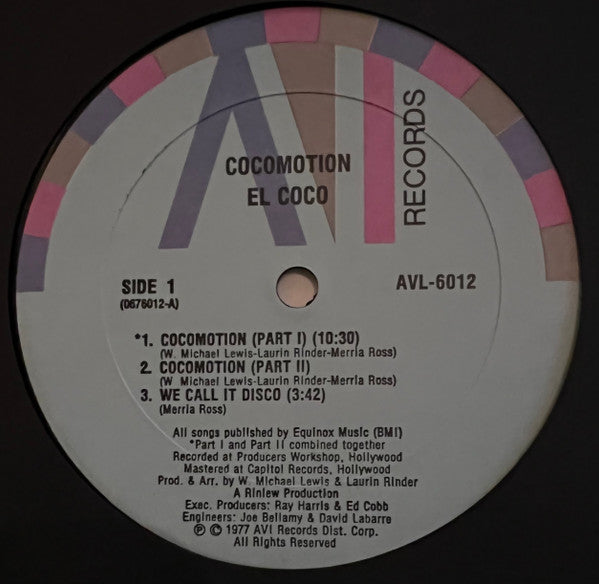 AVI
RECORDS
COCOMOTION
EL COCO
SIDE 1
(D676012-A)
AVL-6012
*1. COCOMOTION (PART I) (10:30)
(W. Michael Lewis-Laurin Rinder-Merria Ross)
2. COCOMOTION (PART II)
(W. Michael Lewis-Laurin Rinder-Merria Ross)
3. WE CALL IT DISCO (3:42)
(Merria Ross)
All songs published by Equinox Music (BMI)
*Part I and Part II combined together
Recorded at Producers Workshop, Hollywood
Mastered at Capitol Records, Hollywood
Prod. & Arr. by W. Michael Lewis & Laurin Rinder
A Rinlew Production
Exec. Producers: Ray Harris & Ed Cobb
Engineers: Joe Bellamy & David Labarre
Ⓟ © 1977 AVI Records Dist. Corp.
All Rights Reserved